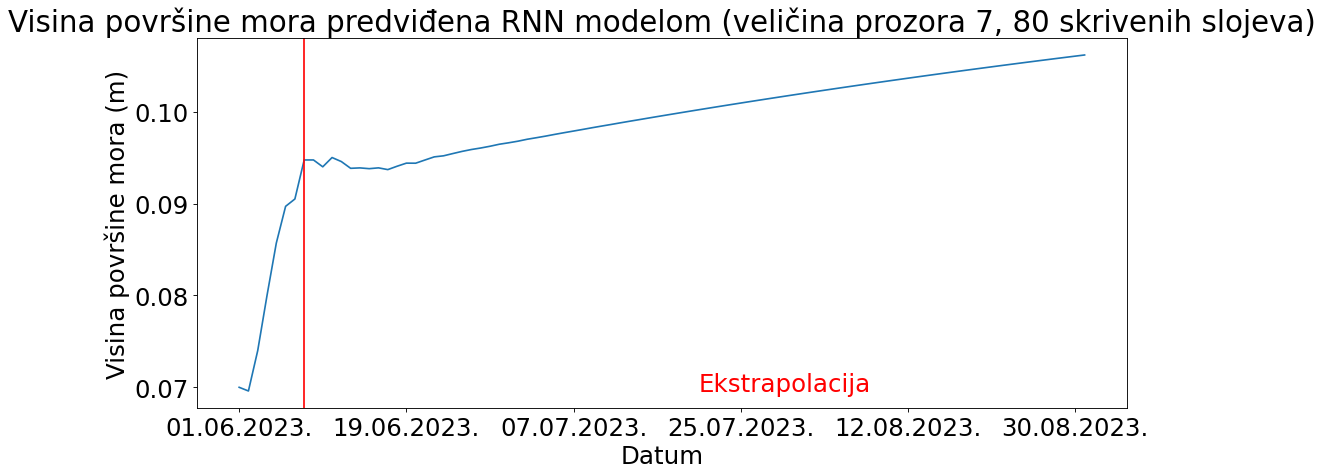 Visina površine mora predviđena RNN modelom (veličina prozora 7, 80 skrivenih slojeva)
Visina površine mora (m)
0.10
0.09
0.08
0.07
Ekstrapolacija
01.06.2023. 19.06.2023. 07.07.2023. 25.07.2023. 12.08.2023. 30.08.2023.
Datum